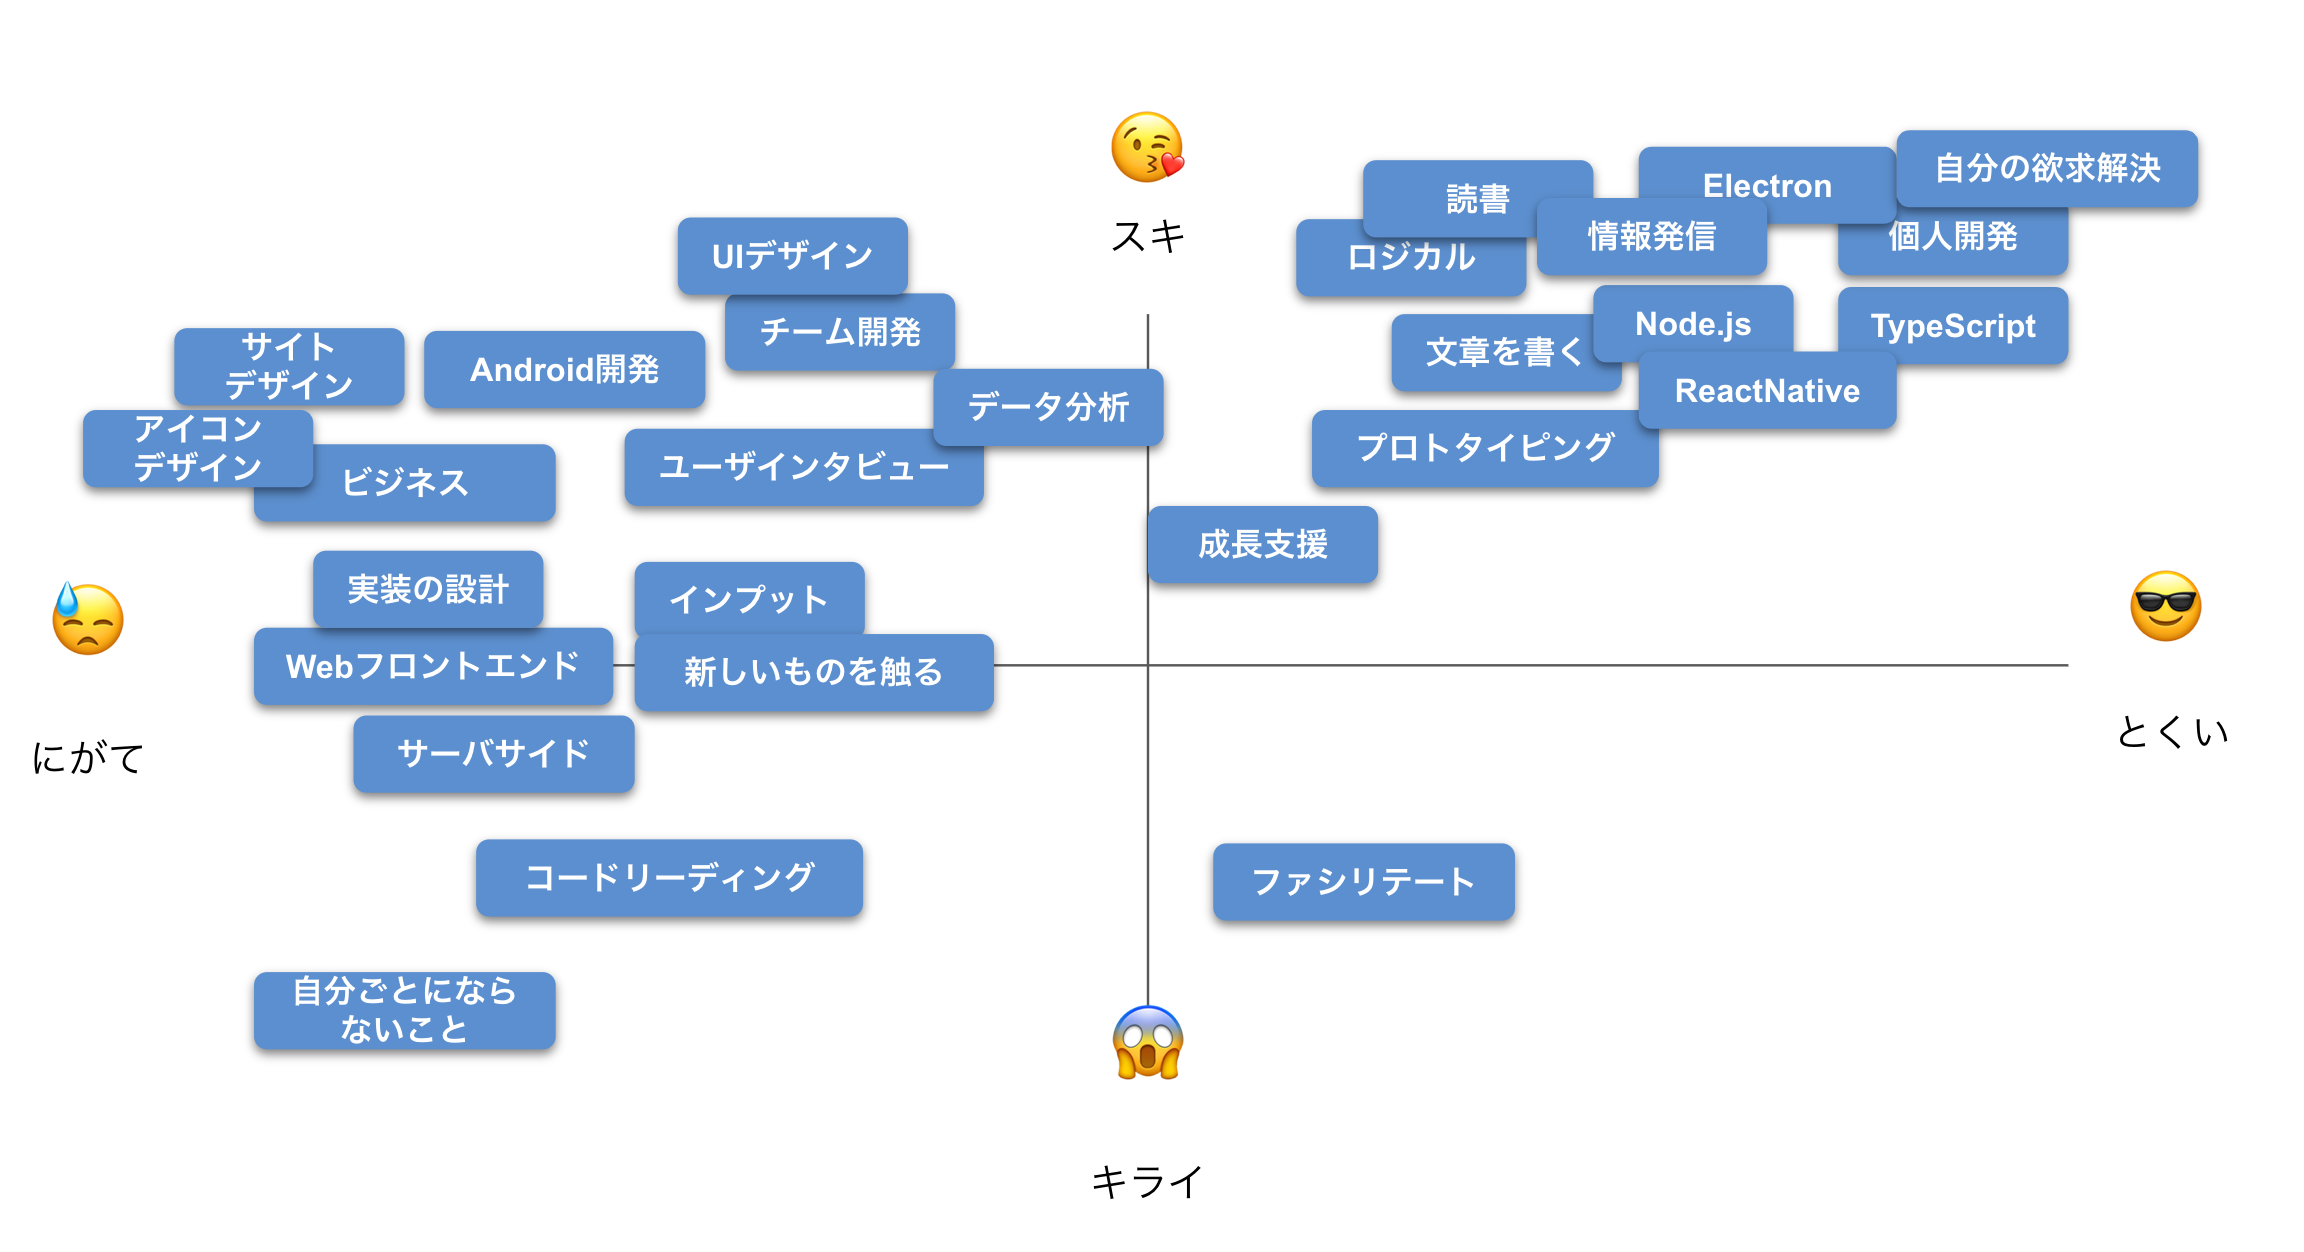 スキ
自分の欲求解決
Electron
読書
情報発信
個人開発
ロジカル
UIデザイン
チーム開発
Node.js
TypeScript
文章を書く
サイト
デザイン
Android開発
ReactNative
データ分析
アイコン
デザイン
ビジネス
ユーザインタビュー
プロトタイピング
成長支援
実装の設計
インプット
Webフロントエンド
新しいものを触る
にがて
とくい
サーバサイド
コードリーディング
ファシリテート
自分ごとになら
ないこと
キライ